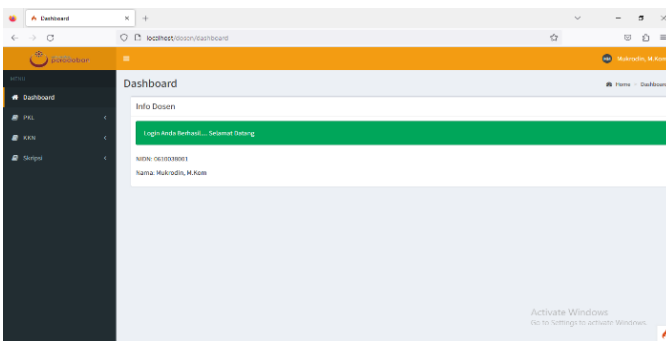 Dashboard
localhost/dosen/dashboard
Mukrodin, M.Kom
MENU
Dashboard
Home
Dashboard
PKL
Info Dosen
KKN
Login Anda Berhasil.... Selamat Datang
Skripsi
NIDN: 0610038001
Nama: Mukrodin, M.Kom
Activate Windows
Go to Settings to activate Windows.